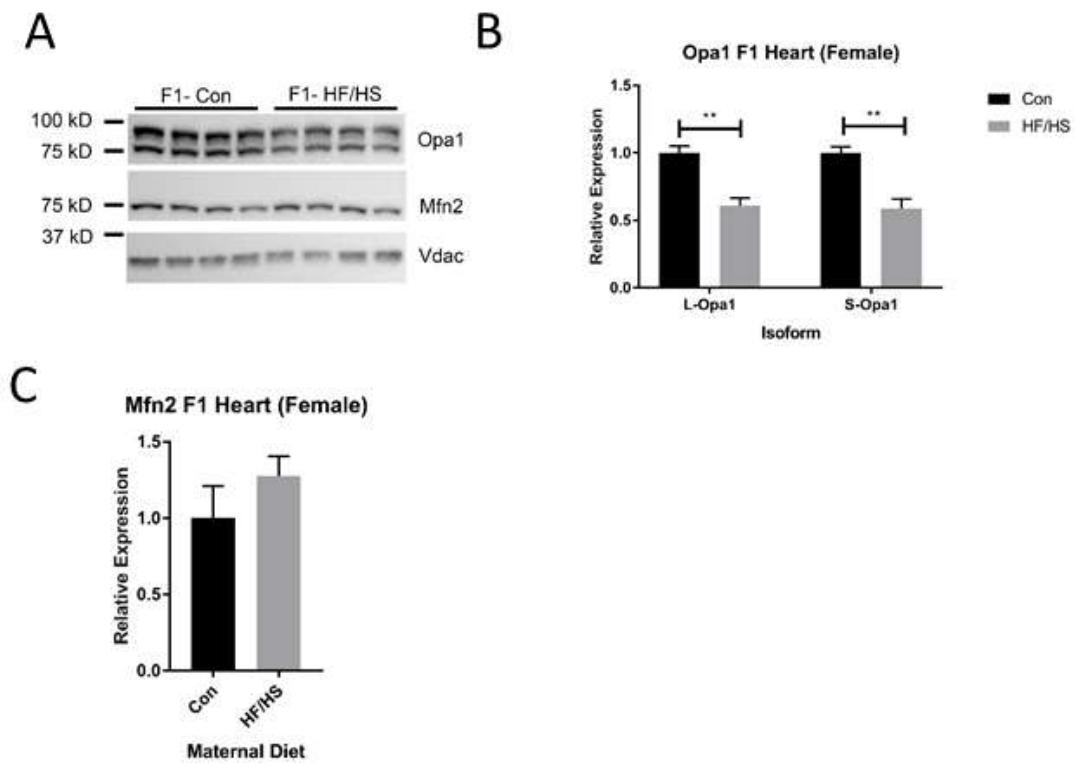 A
F1- Con F1- HF/HS
100 kD
75 kD
Opa1
75 kD
Mfn2
37 kD
Vdac
B
Opa1 F1 Heart (Female)
Con
HF/HS
Relative Expression
1.5
1.0
0.5
0.0
** **
L-Opa1 S-Opa1
Isoform
C
Mfn2 F1 Heart (Female)
Relative Expression
1.5
1.0
0.5
0.0
Con HF/HS
Maternal Diet